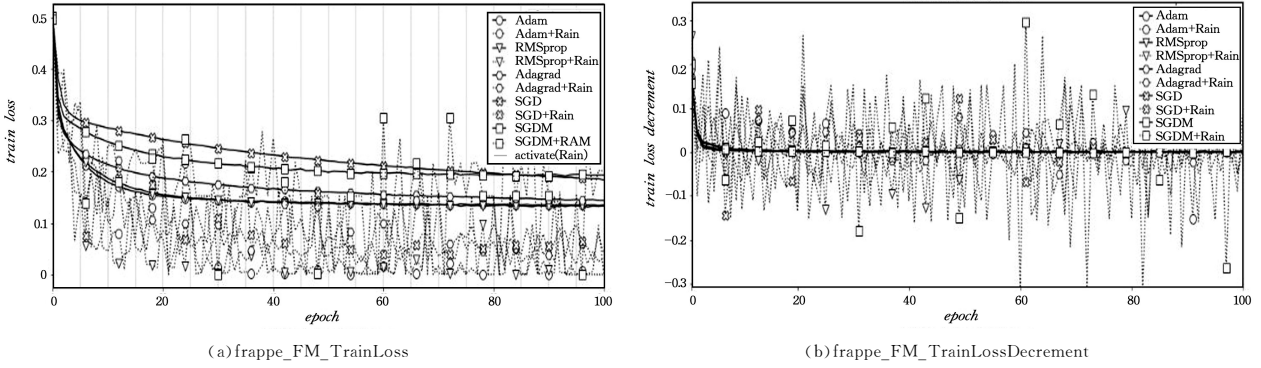 train loss
0.5
0.4
0.3
0.2
0.1
0
0 20 40 60 80 100
epoch
Adam
Adam+Rain
RMSprop
RMSprop+Rain
Adagrad
Adagrad+Rain
SGD
SGD+Rain
SGDM
SGDM+RAM
activate(Rain)
(a)frappe_FM_TrainLoss
train loss decrement
0.3
0.2
0.1
0
−0.1
−0.2
−0.3
0 20 40 60 80 100
epoch
Adam
Adam+Rain
RMSprop
RMSprop+Rain
Adagrad
Adagrad+Rain
SGD
SGD+Rain
SGDM
SGDM+Rain
(b)frappe_FM_TrainLossDecrement